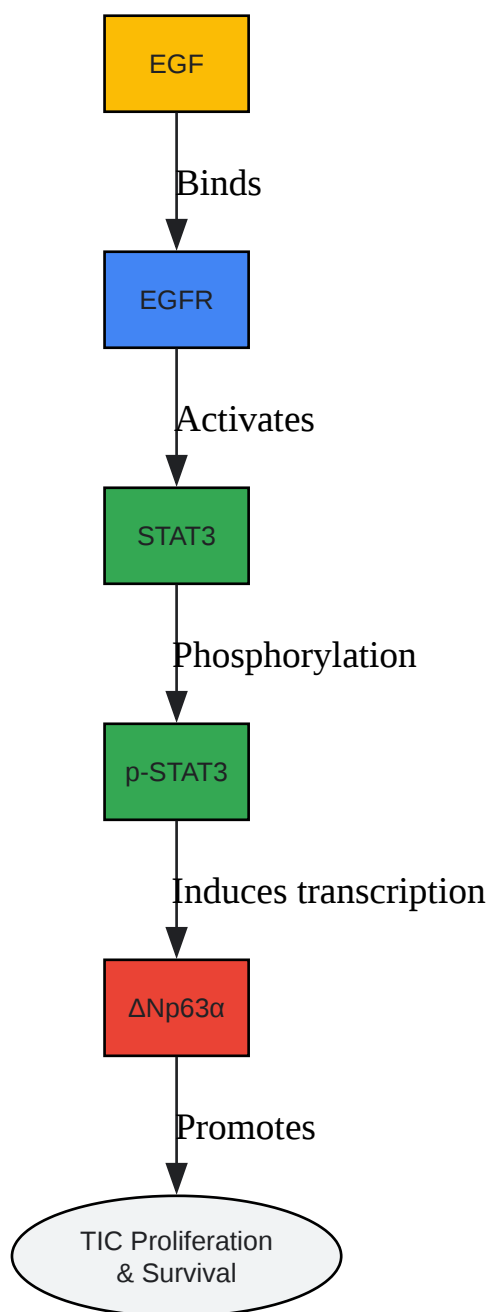 EGF
Binds
EGFR
Activates
STAT3
Phosphorylation
p-STAT3
Induces transcription
ΔNp63α
Promotes
TIC Proliferation
& Survival